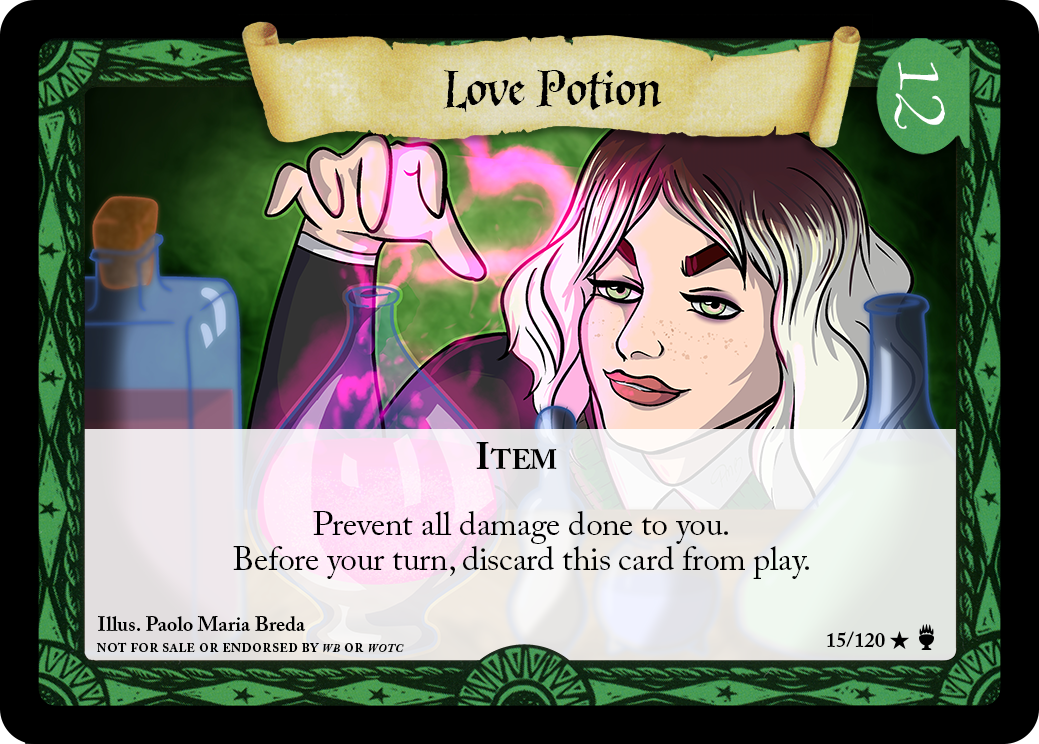 Love Potion
12
Item
Prevent all damage done to you.
Before your turn, discard this card from play.
Illus. Paolo Maria Breda
NOT FOR SALE OR ENDORSED BY WB OR WOTC
15/120 ★